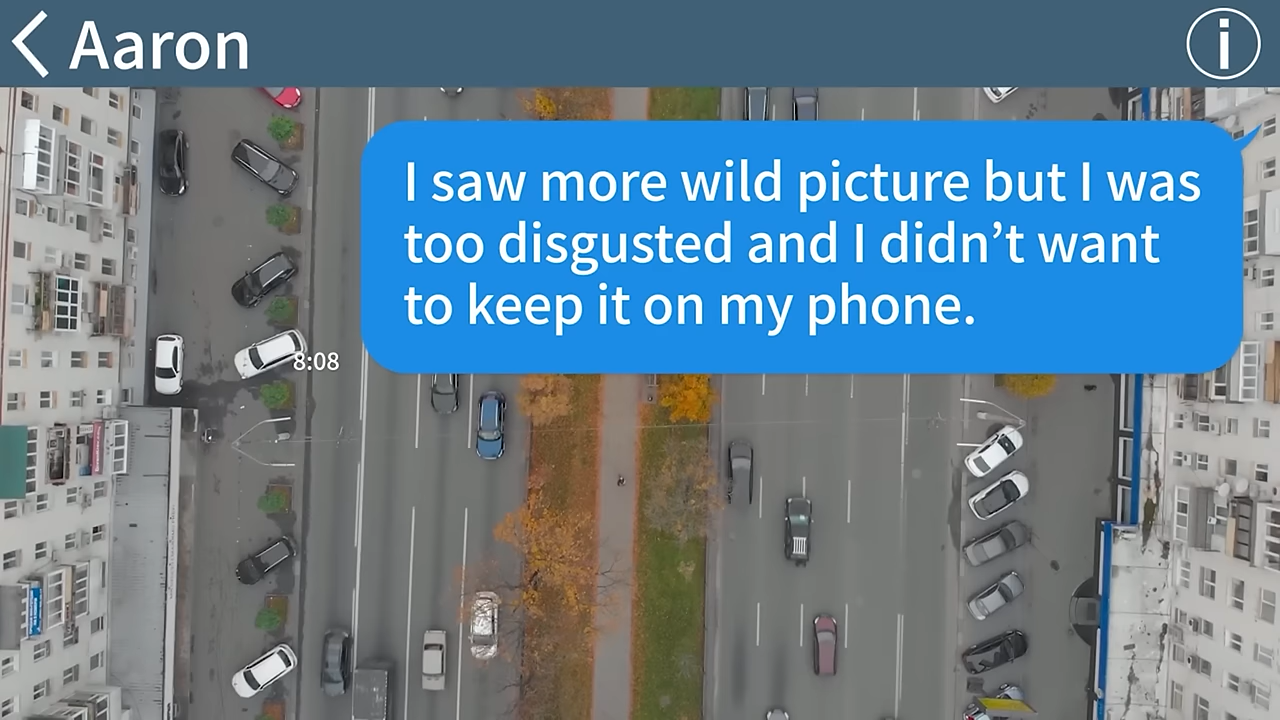 Aaron
I saw more wild picture but I was
too disgusted and I didn’t want
to keep it on my phone.
8:08